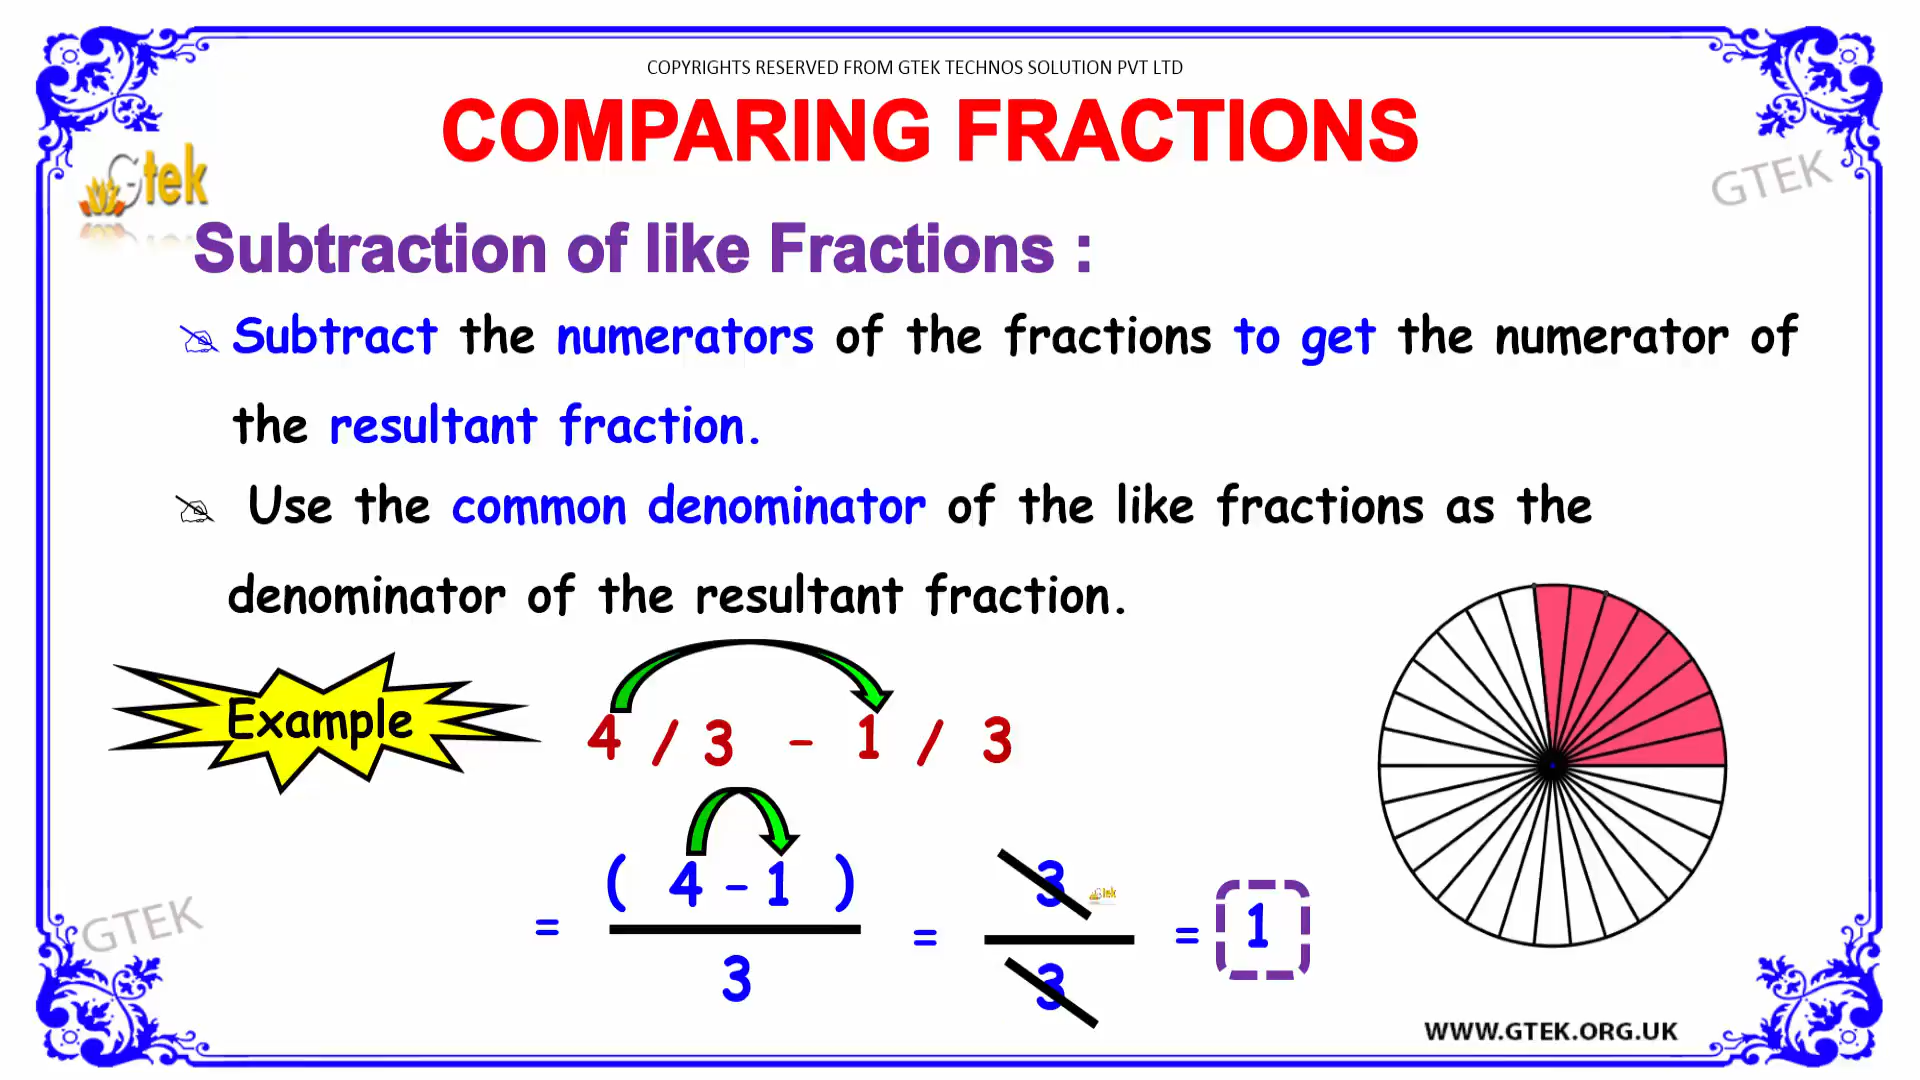 COPYRIGHTS RESERVED FROM GTEK TECHNOS SOLUTION PVT LTD
COMPARING FRACTIONS
Gtek
GTEK
Subtraction of like Fractions :
Subtract the numerators of the fractions to get the numerator of
the resultant fraction.
Use the common denominator of the like fractions as the
denominator of the resultant fraction.
Example
4 / 3 - 1 / 3
= ( 4 - 1 ) / 3 = 3 / 3 = 1
Gtek
GTEK
WWW.GTEK.ORG.UK